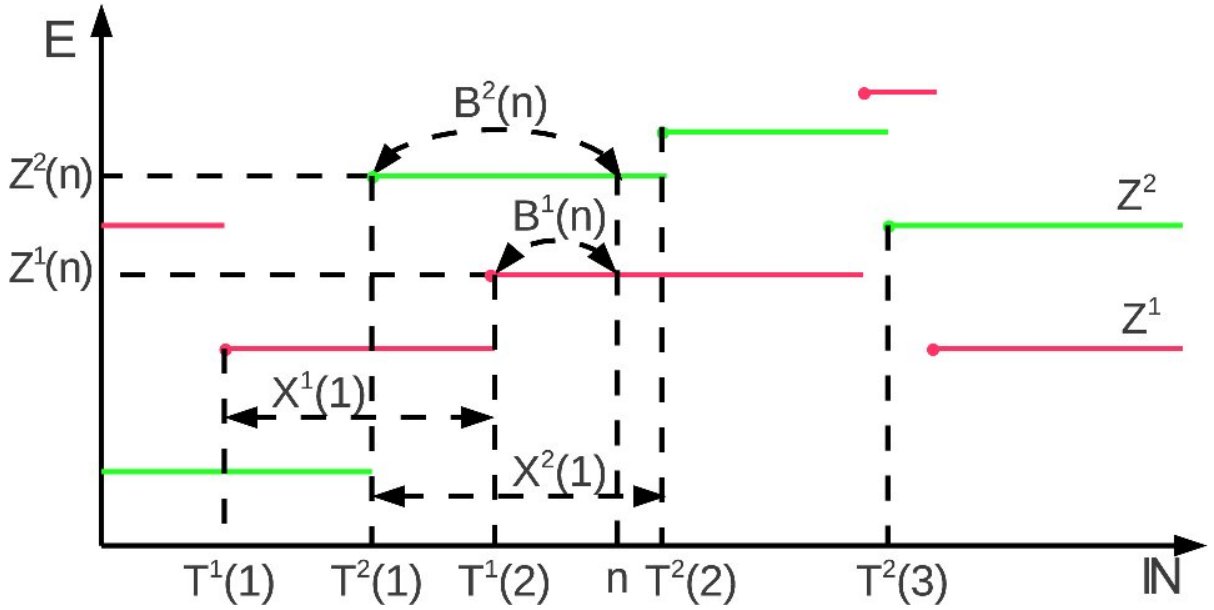 E
B²(n)
Z²(n)
Z²
B¹(n)
Z¹(n)
Z¹
X¹(1)
X²(1)
T¹(1) T²(1) T¹(2) n T²(2) T²(3) IN